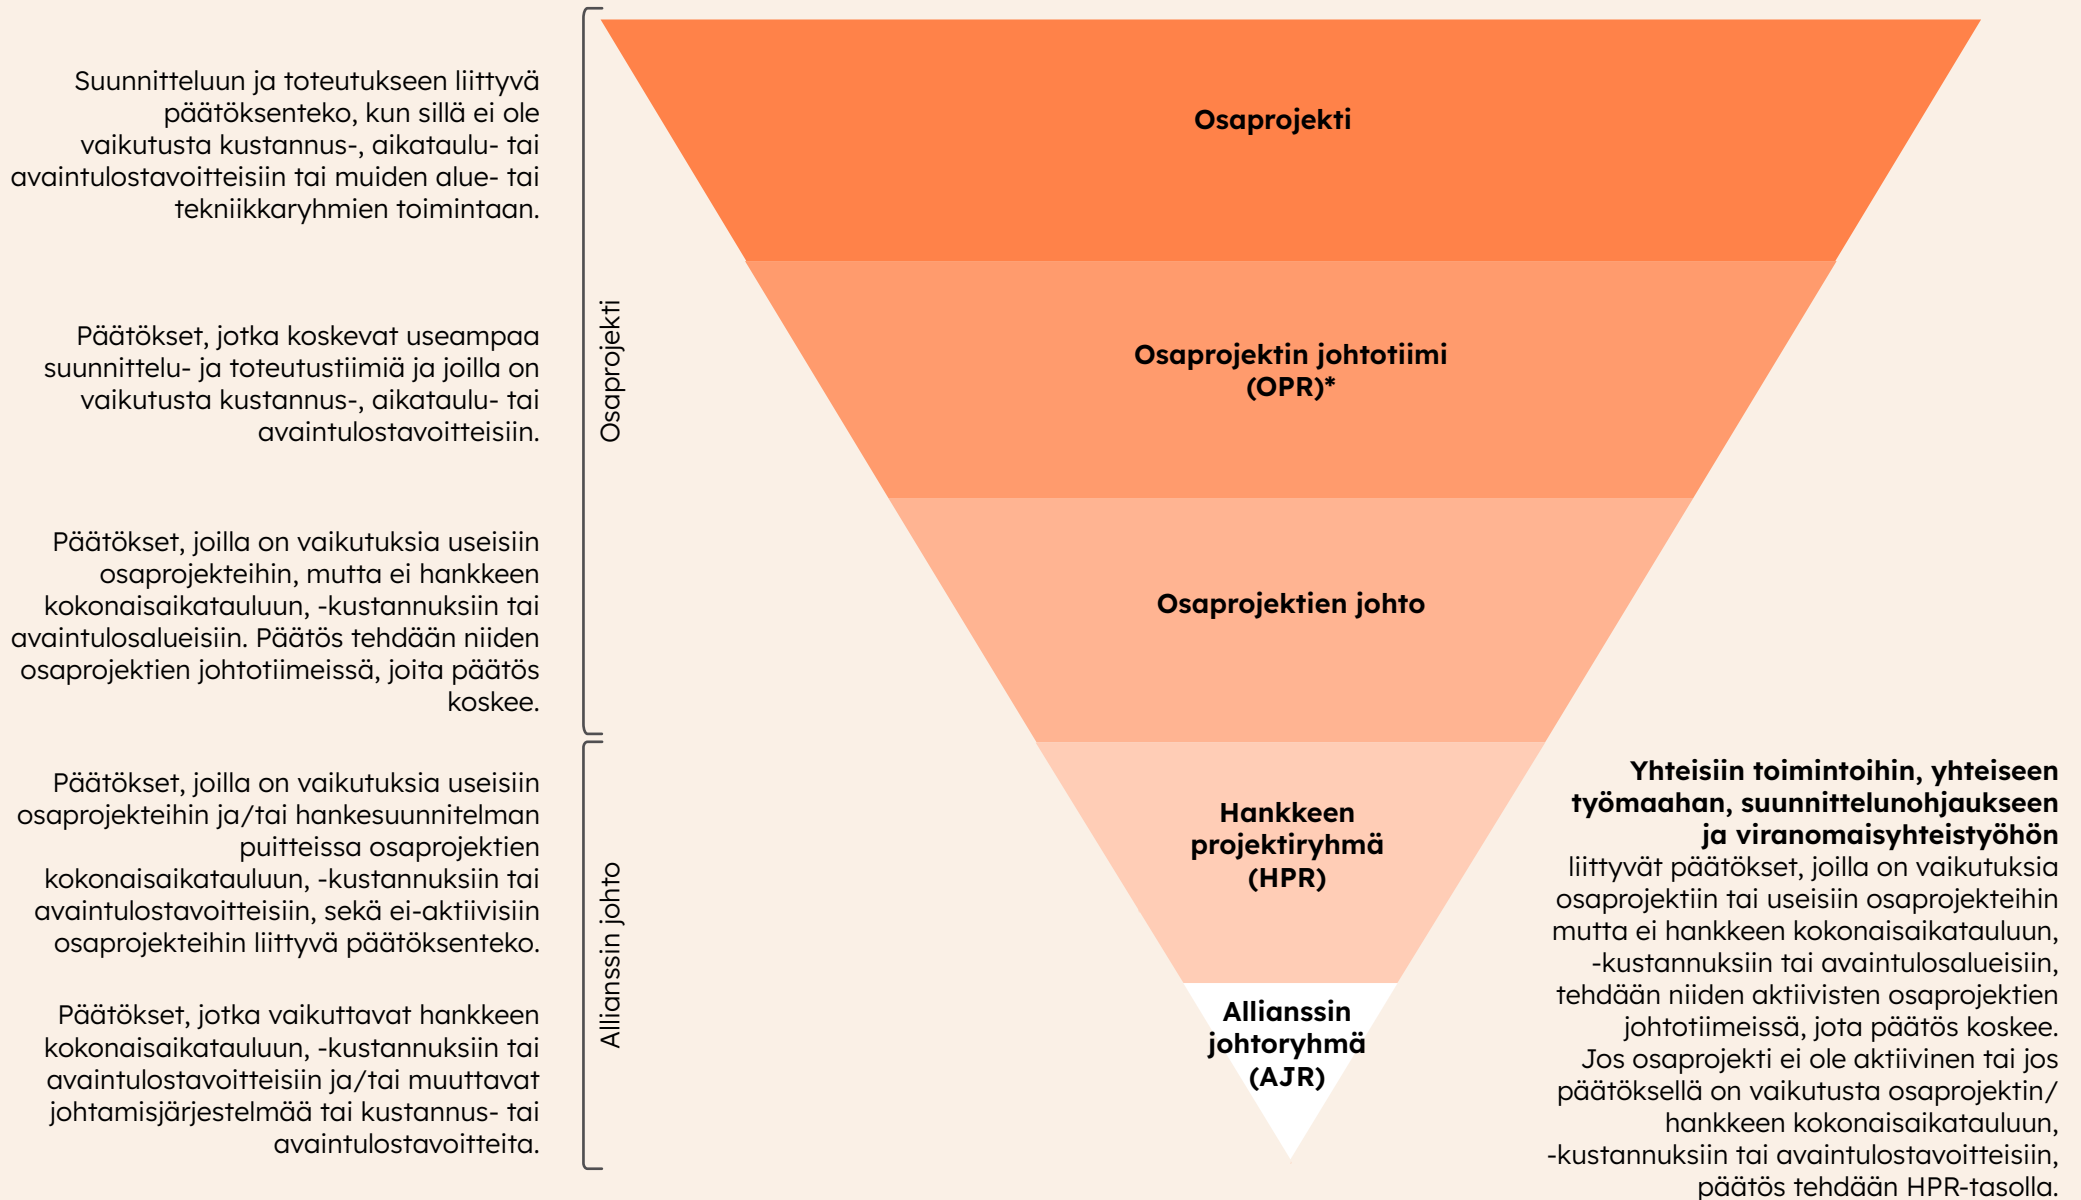 Suunnitteluun ja toteutukseen liittyvä
päätöksenteko, kun sillä ei ole
vaikutusta kustannus-, aikataulu- tai
avaintulostavoitteisiin tai muiden alue- tai
tekniikkaryhmien toimintaan.
Päätökset, jotka koskevat useampaa
suunnittelu- ja toteutustiimiä ja joilla on
vaikutusta kustannus-, aikataulu- tai
avaintulostavoitteisiin.
Päätökset, joilla on vaikutuksia useisiin
osaprojekteihin, mutta ei hankkeen
kokonaisaikatauluun, -kustannuksiin tai
avaintulosalueisiin. Päätös tehdään niiden
osaprojektien johtotiimeissä, joita päätös
koskee.
Päätökset, joilla on vaikutuksia useisiin
osaprojekteihin ja/tai hankesuunnitelman
puitteissa osaprojektien
kokonaisaikatauluun, -kustannuksiin tai
avaintulostavoitteisiin, sekä ei-aktiivisiin
osaprojekteihin liittyvä päätöksenteko.
Päätökset, jotka vaikuttavat hankkeen
kokonaisaikatauluun, -kustannuksiin tai
avaintulostavoitteisiin ja/tai muuttavat
johtamisjärjestelmää tai kustannus- tai
avaintulostavoitteita.
Osaprojekti
Allianssin johto
Osaprojekti
Osaprojektin johtotiimi
(OPR)*
Osaprojektien johto
Hankkeen
projektiryhmä
(HPR)
Allianssin
johtoryhmä
(AJR)
Yhteisiin toimintoihin, yhteiseen
työmaahan, suunnittelunohjaukseen
ja viranomaisyhteistyöhön
liittyvät päätökset, joilla on vaikutuksia
osaprojektiin tai useisiin osaprojekteihin
mutta ei hankkeen kokonaisaikatauluun,
-kustannuksiin tai avaintulosalueisiin,
tehdään niiden aktiivisten osaprojektien
johtotiimeissä, jota päätös koskee.
Jos osaprojekti ei ole aktiivinen tai jos
päätöksellä on vaikutusta osaprojektin/
hankkeen kokonaisaikatauluun,
-kustannuksiin tai avaintulostavoitteisiin,
päätös tehdään HPR-tasolla.